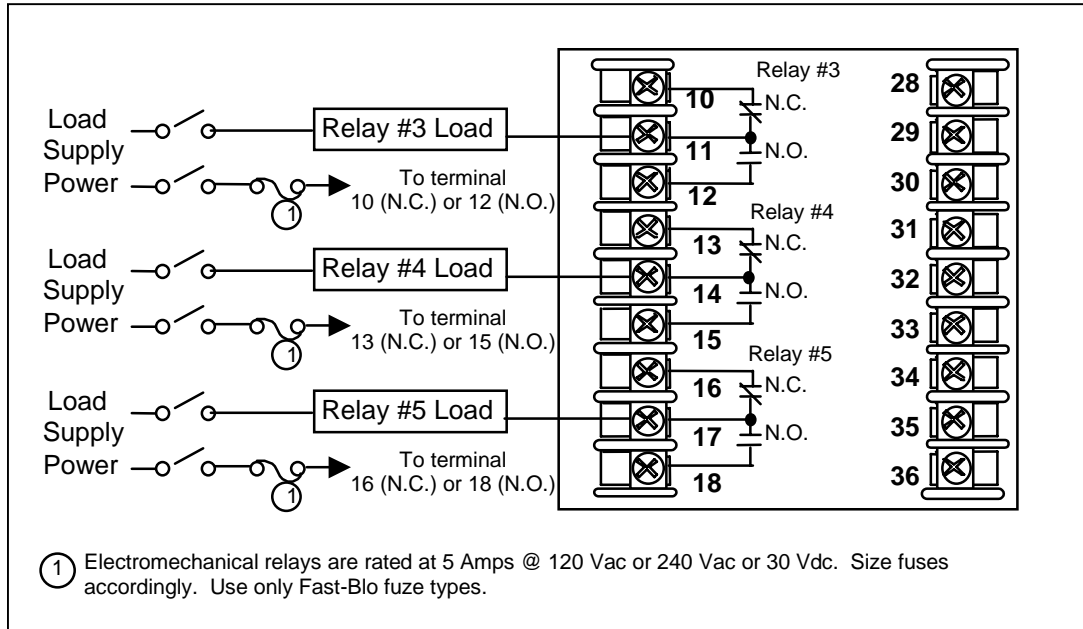 Relay #3
10
N.C.
28
Load
Supply
Power
Relay #3 Load
11
N.O.
29
1
To terminal
10 (N.C.) or 12 (N.O.)
12
30
Relay #4
13
N.C.
31
Load
Supply
Power
Relay #4 Load
14
N.O.
32
1
To terminal
13 (N.C.) or 15 (N.O.)
15
33
Relay #5
16
N.C.
34
Load
Supply
Power
Relay #5 Load
17
N.O.
35
1
To terminal
16 (N.C.) or 18 (N.O.)
18
36
1 Electromechanical relays are rated at 5 Amps @ 120 Vac or 240 Vac or 30 Vdc.  Size fuses
accordingly.  Use only Fast-Blo fuze types.